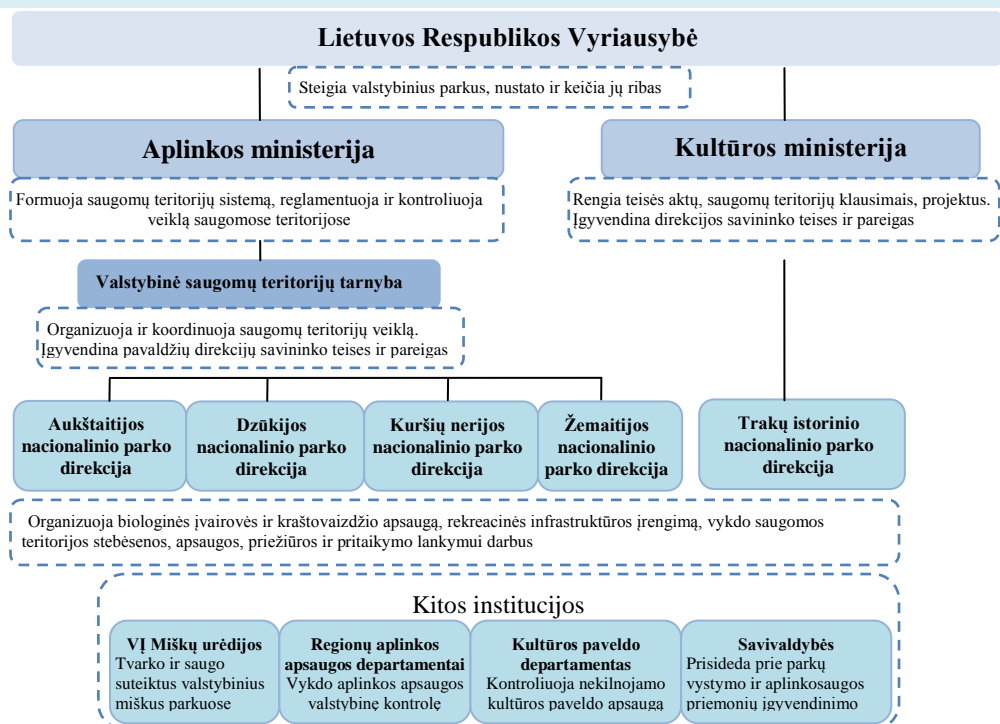 Lietuvos Respublikos Vyriausybė
Steigia valstybinius parkus, nustato ir keičia jų ribas
Aplinkos ministerija
Formuoja saugomų teritorijų sistemą, reglamentuoja ir kontroliuoja
veiklą saugomose teritorijose
Kultūros ministerija
Rengia teisės aktų, saugomų teritorijų klausimais, projektus.
Įgyvendina direkcijos savininko teises ir pareigas
Valstybinė saugomų teritorijų tarnyba
Organizuoja ir koordinuoja saugomų teritorijų veiklą.
Įgyvendina pavaldžių direkcijų savininko teises ir pareigas
Aukštaitijos
nacionalinio parko
direkcija
Dzūkijos
nacionalinio parko
direkcija
Kuršių nerijos
nacionalinio parko
direkcija
Žemaitijos
nacionalinio
parko direkcija
Trakų istorinio
nacionalinio parko
direkcija
Organizuoja biologinės įvairovės ir kraštovaizdžio apsaugą, rekreacinės infrastruktūros įrengimą, vykdo saugomos
teritorijos stebėsenos, apsaugos, priežiūros ir pritaikymo lankymui darbus
Kitos institucijos
VĮ Miškų urėdijos
Tvarko ir saugo
suteiktus valstybinius
miškus parkuose
Regionų aplinkos
apsaugos departamentai
Vykdo aplinkos apsaugos
valstybinę kontrolę
Kultūros paveldo
departamentas
Kontroliuoja nekilnojamo
kultūros paveldo apsaugą
Savivaldybės
Prisideda prie parkų
vystymo ir aplinkosaugos
priemonių įgyvendinimo